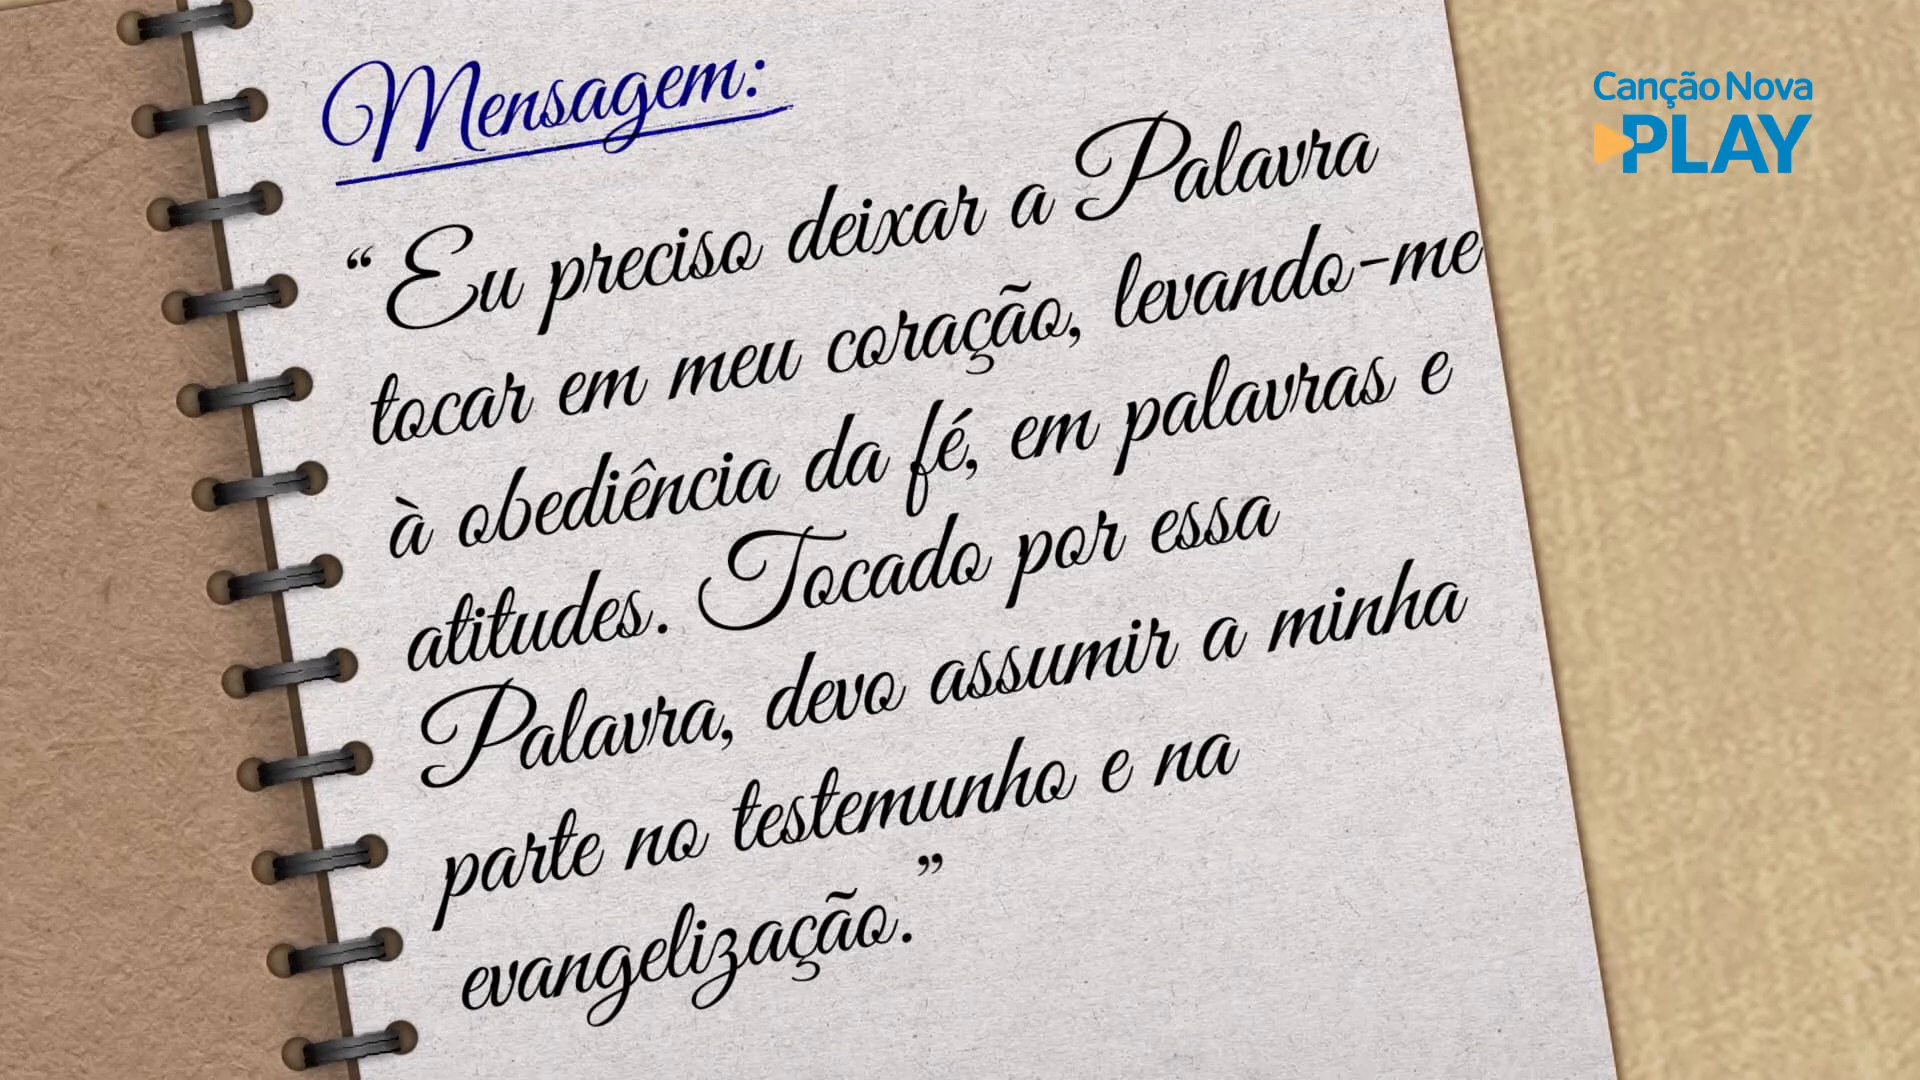 Mensagem:
“ Eu preciso deixar a Palavra
tocar em meu coração, levando-me
à obediência da fé, em palavras e
atitudes. Tocado por essa
Palavra, devo assumir a minha
parte no testemunho e na
evangelização.”
Canção Nova
PLAY